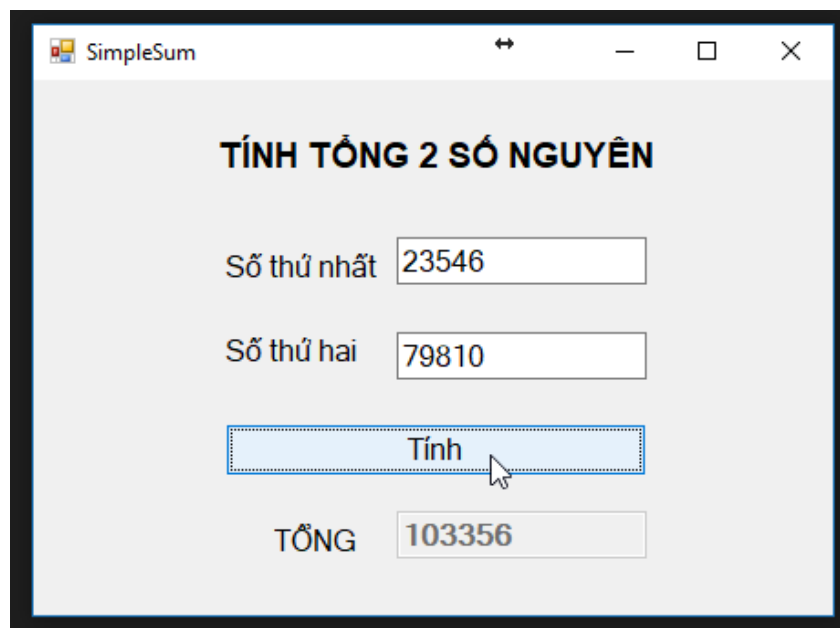 SimpleSum
TÍNH TỔNG 2 SỐ NGUYÊN
Số thứ nhất 23546
Số thứ hai 79810
Tính
TỔNG 103356